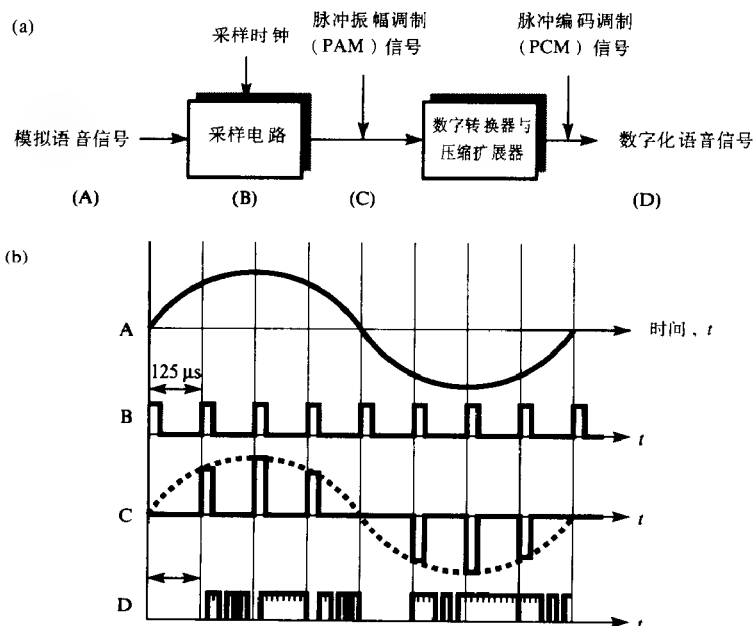 (a)
采样时钟
脉冲振幅调制
（PAM）信号
脉冲编码调制
（PCM）信号
模拟语音信号
采样电路
数字转换器与
压缩扩展器
数字化语音信号
(A)
(B)
(C)
(D)
(b)
A
时间，t
125 μs
B
t
C
t
D
t